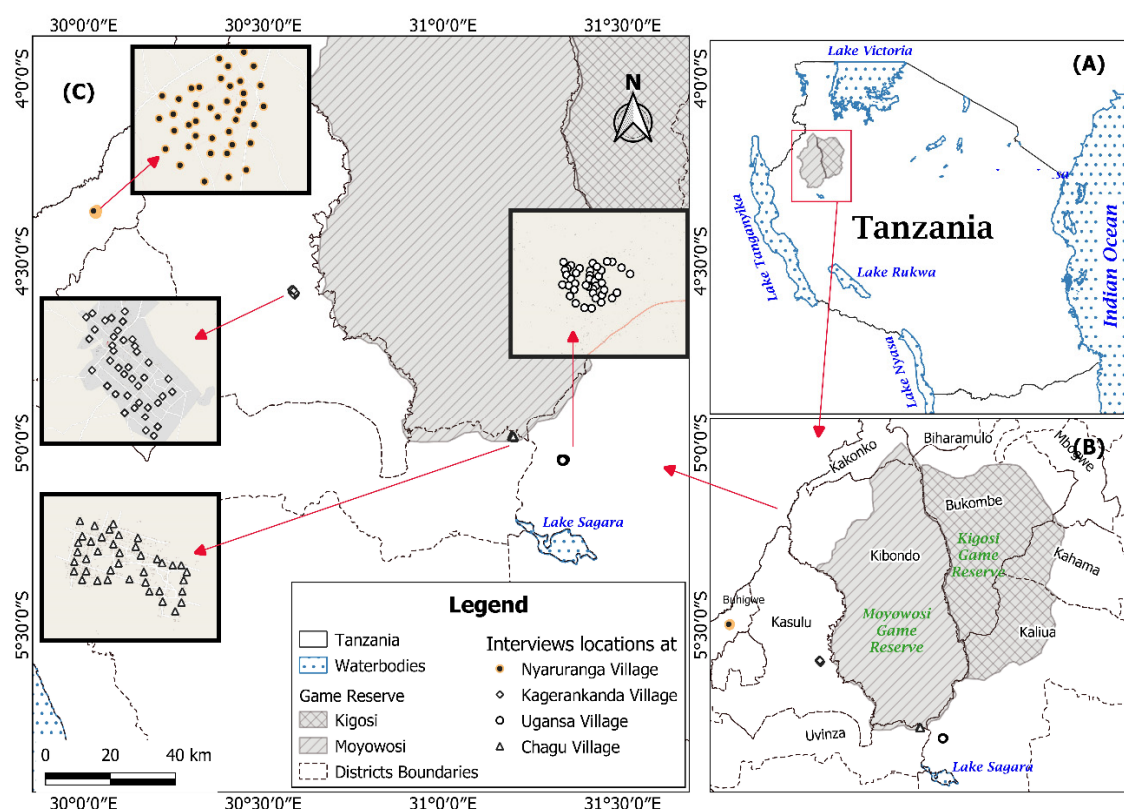 30°0′0″E
30°30′0″E
31°0′0″E
31°30′0″E
(C)
N
4°0′0″S
4°30′0″S
5°0′0″S
5°30′0″S
Lake Sagara
Legend
Tanzania
Waterbodies
Game Reserve
Kigosi
Moyowosi
Districts Boundaries
Interviews locations at
Nyaruranga Village
Kagerankanda Village
Ugansa Village
Chagu Village
0 20 40 km
30°0′0″E
30°30′0″E
31°0′0″E
31°30′0″E
4°0′0″S
4°30′0″S
5°0′0″S
5°30′0″S
(A)
Lake Victoria
Lake Tanganyika
Tanzania
Lake Rukwa
Lake Nyasa
Indian Ocean
(B)
Kakonko
Biharamulo
Mbogwe
Bukombe
Kibondo
Kigosi
Game
Reserve
Kahama
Buhigwe
Kasulu
Moyowosi
Game
Reserve
Kaliua
Uvinza
Lake Sagara